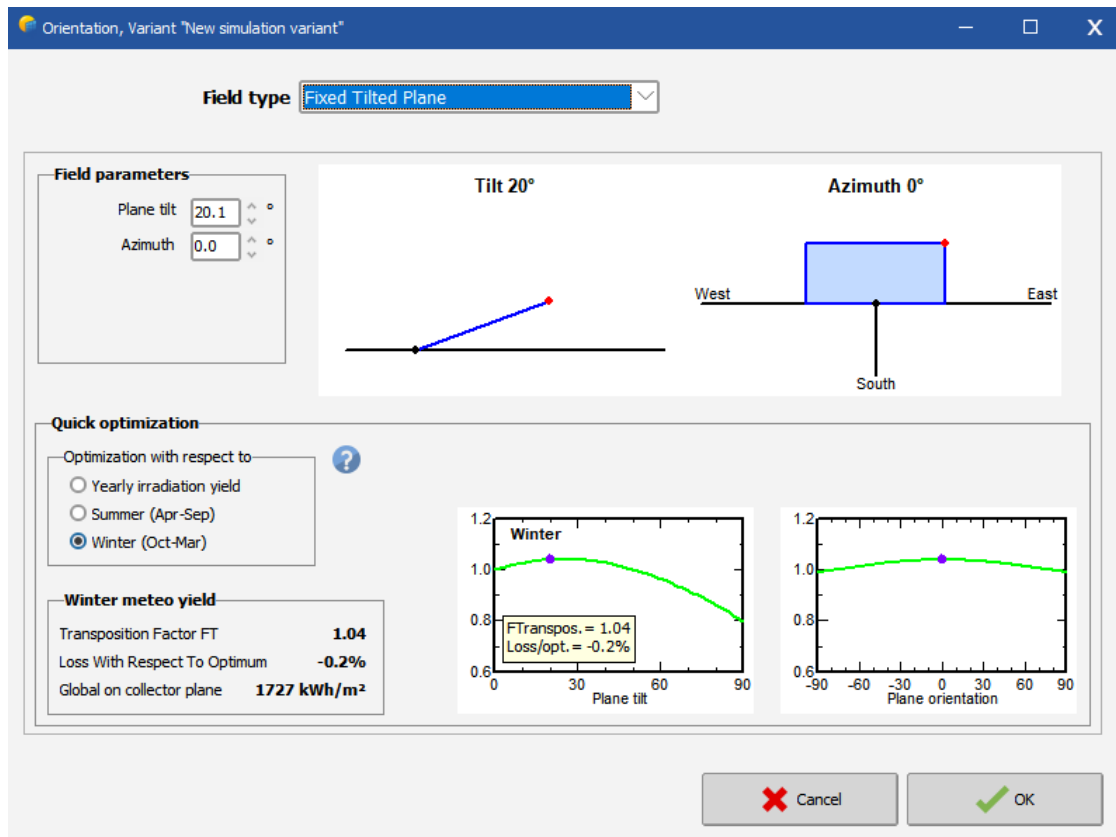 Orientation, Variant "New simulation variant"
Field type Fixed Tilted Plane
Field parameters
Plane tilt 20.1 °
Azimuth 0.0 °
Tilt 20°
Azimuth 0°
West
East
South
Quick optimization
Optimization with respect to
Yearly irradiation yield
Summer (Apr-Sep)
Winter (Oct-Mar)
?
Winter meteo yield
Transposition Factor FT 1.04
Loss With Respect To Optimum -0.2%
Global on collector plane 1727 kWh/m²
1.2
Winter
1.0
0.8
FTranspos.= 1.04
Loss/opt.= -0.2%
0.6
0 30 60 90
Plane tilt
1.2
1.0
0.8
0.6
-90 -60 -30 0 30 60 90
Plane orientation
Cancel
OK